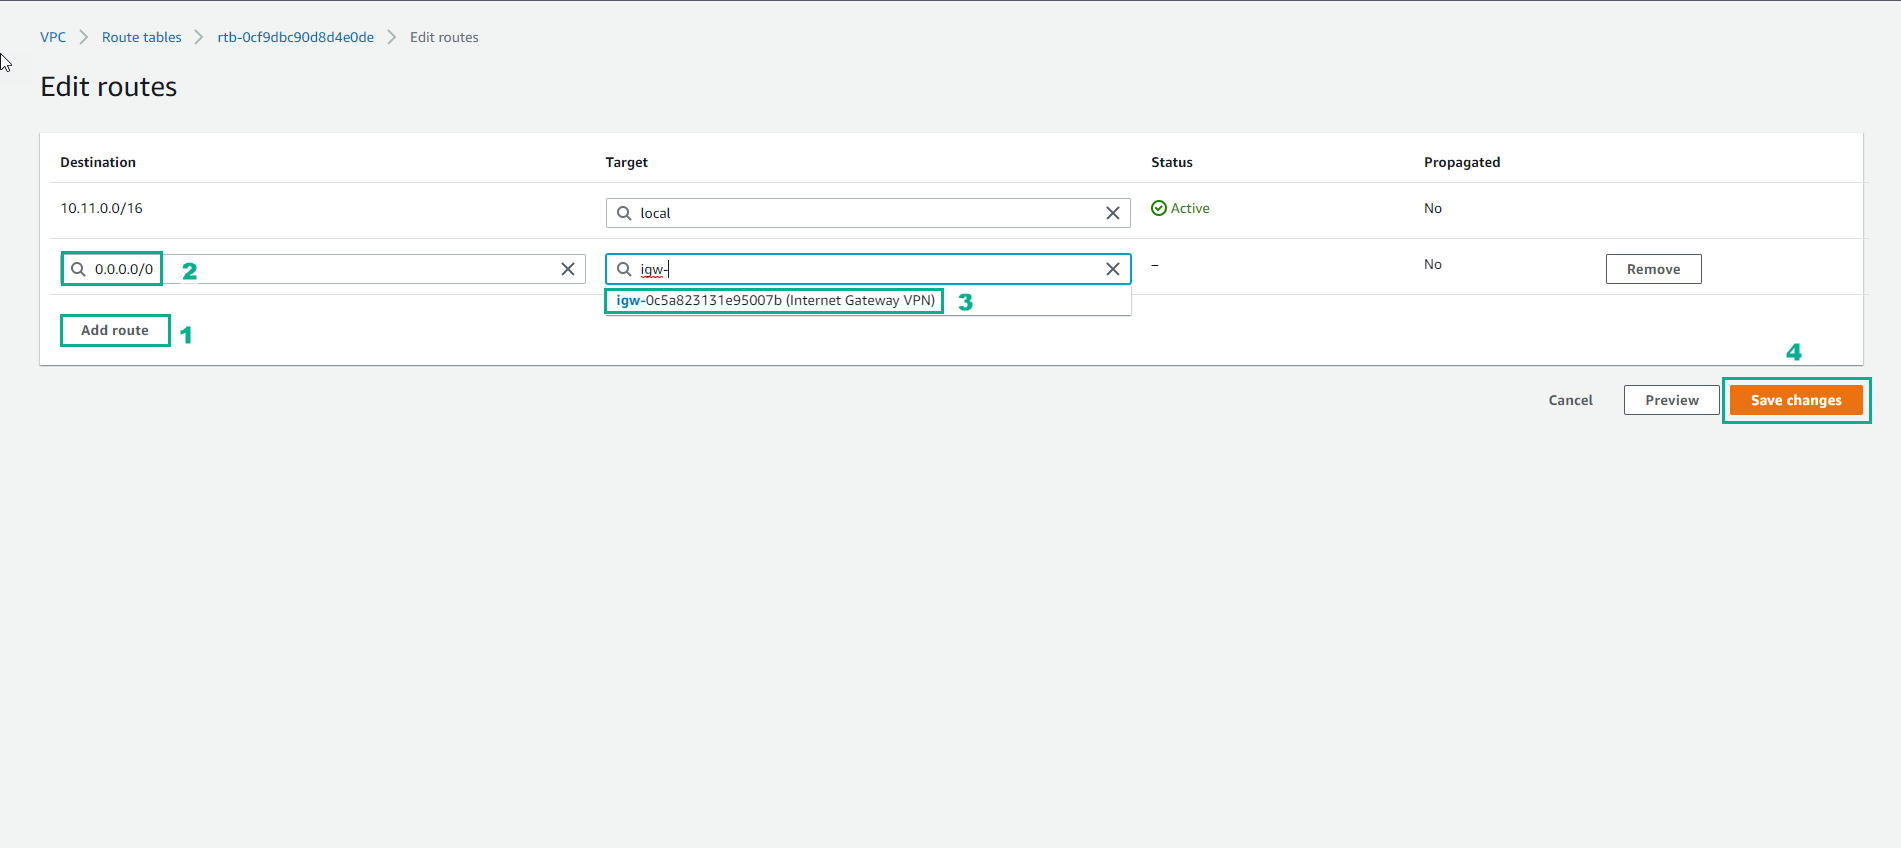 VPC > Route tables > rtb-0cf9dbc90d8d4e0de > Edit routes
Edit routes
Destination Target Status Propagated
10.11.0.0/16 local Active No
0.0.0.0/0 2 igw- – No Remove
igw-0c5a823131e95007b (Internet Gateway VPN) 3
Add route 1
4
Cancel Preview Save changes